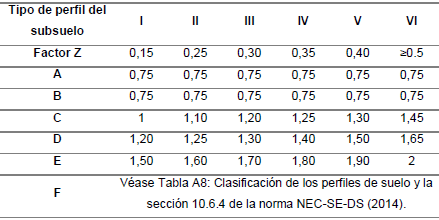 Tipo de perfil del subsuelo I II III IV V VI
Factor Z 0,15 0,25 0,30 0,35 0,40 ≥0.5
A 0,75 0,75 0,75 0,75 0,75 0,75
B 0,75 0,75 0,75 0,75 0,75 0,75
C 1 1,10 1,20 1,25 1,30 1,45
D 1,20 1,25 1,30 1,40 1,50 1,65
E 1,50 1,60 1,70 1,80 1,90 2
F Véase Tabla A8: Clasificación de los perfiles de suelo y la
sección 10.6.4 de la norma NEC-SE-DS (2014).